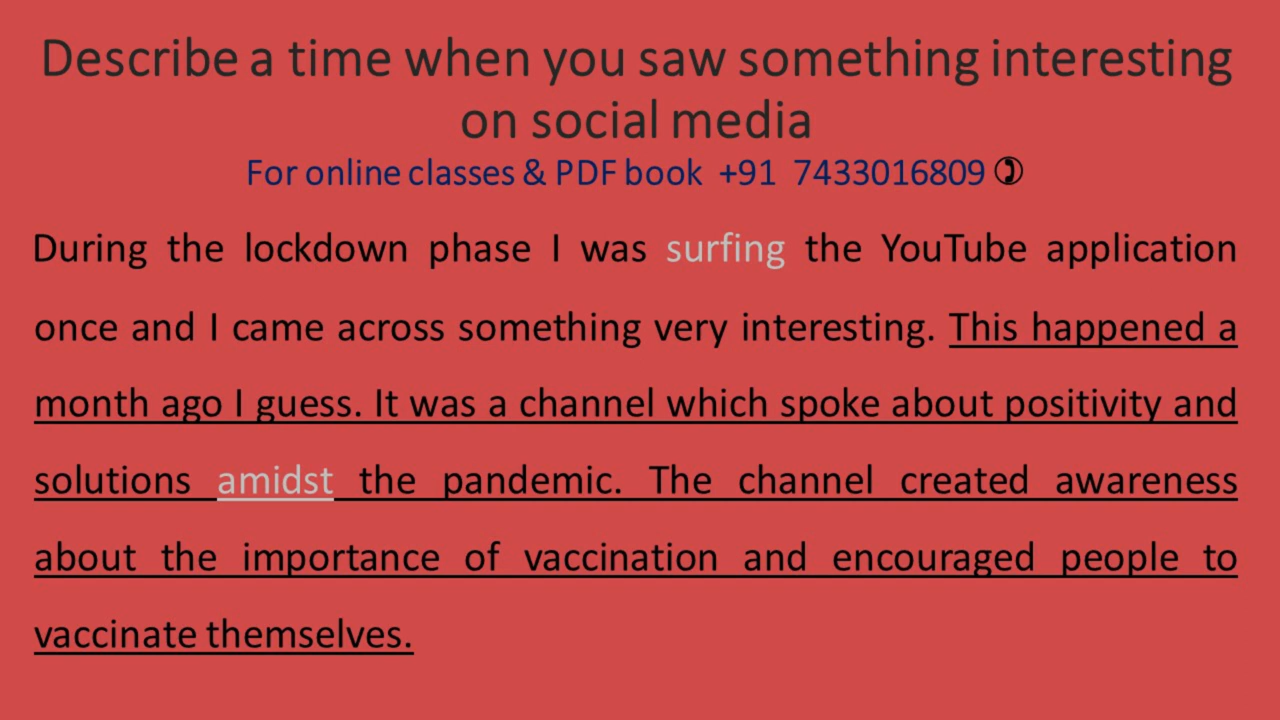 Describe a time when you saw something interesting
on social media
For online classes & PDF book +91 7433016809
During the lockdown phase I was surfing the YouTube application
once and I came across something very interesting. This happened a
month ago I guess. It was a channel which spoke about positivity and
solutions amidst the pandemic. The channel created awareness
about the importance of vaccination and encouraged people to
vaccinate themselves.